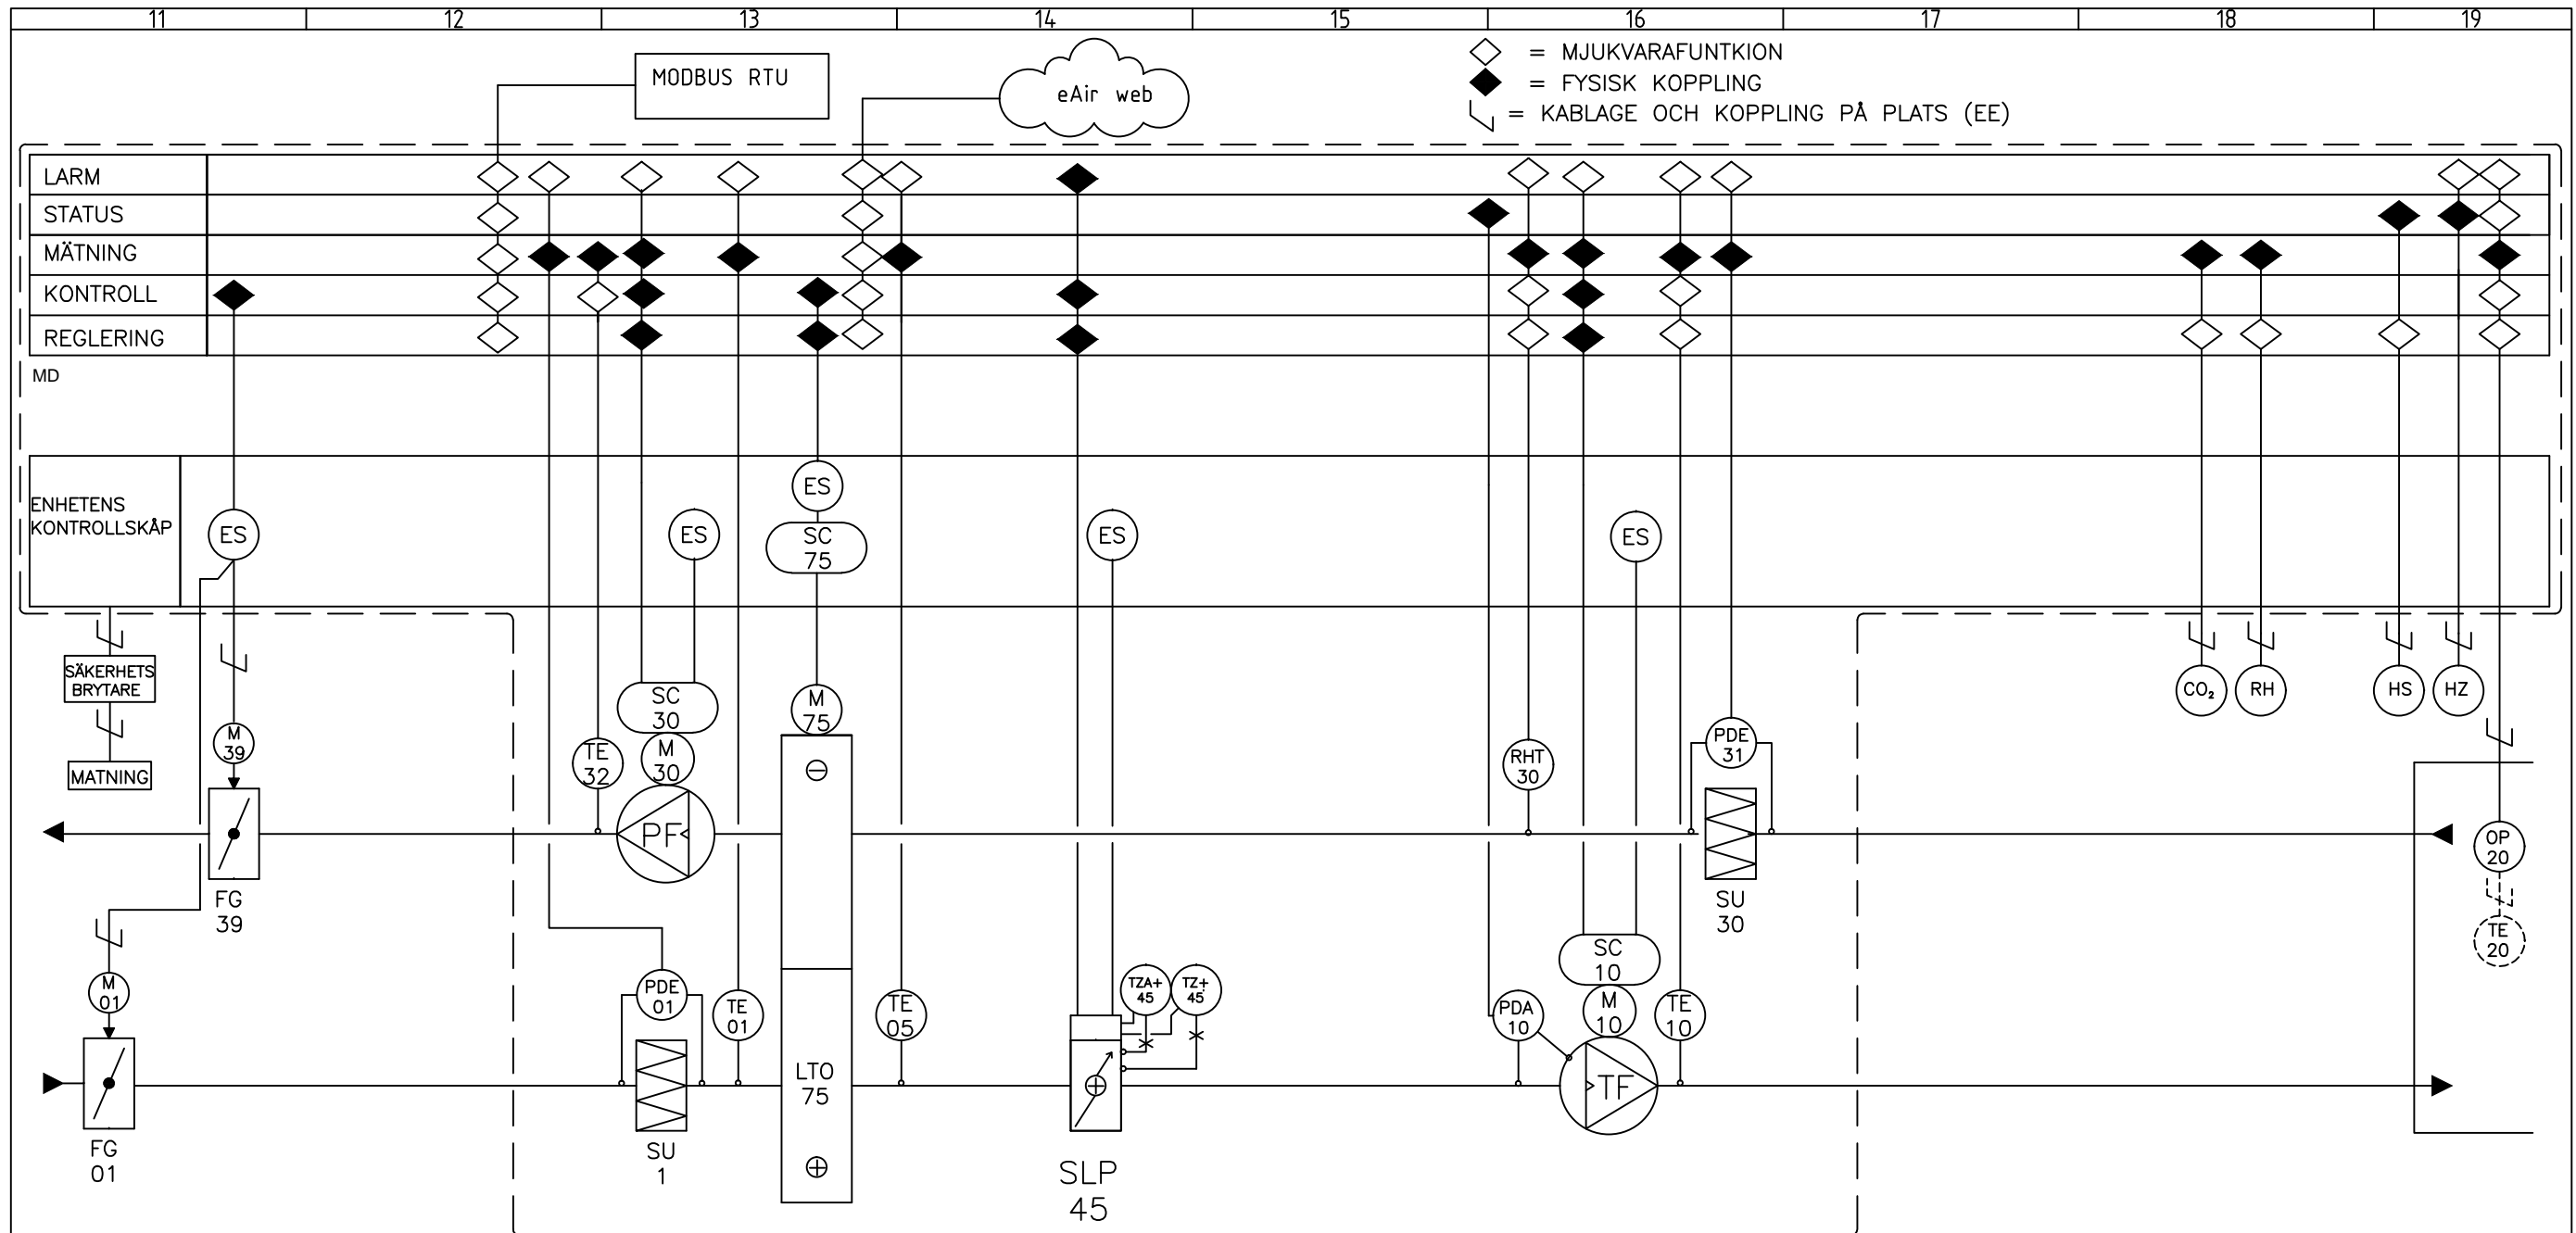 11 12 13 14 15 16 17 18 19
MODBUS RTU
eAir web
= MJUKVARAFUNTKION
= FYSISK KOPPLING
= KABLAGE OCH KOPPLING PÅ PLATS (EE)
LARM
STATUS
MÄTNING
KONTROLL
REGLERING
MD
ENHETENS
KONTROLLSKÅP
ES
ES
ES
SC
75
ES
ES
SÄKERHETS
BRYTARE
MATNING
M
39
TE
32
SC
30
M
30
M
75
RHT
30
PDE
31
CO₂
RH
HS
HZ
PF
FG
39
SU
30
OP
20
TE
20
M
01
PDE
01
TE
01
TE
05
TZA+
45
TZ+
45
PDA
10
SC
10
M
10
TE
10
LTO
75
TF
FG
01
SU
1
SLP
45